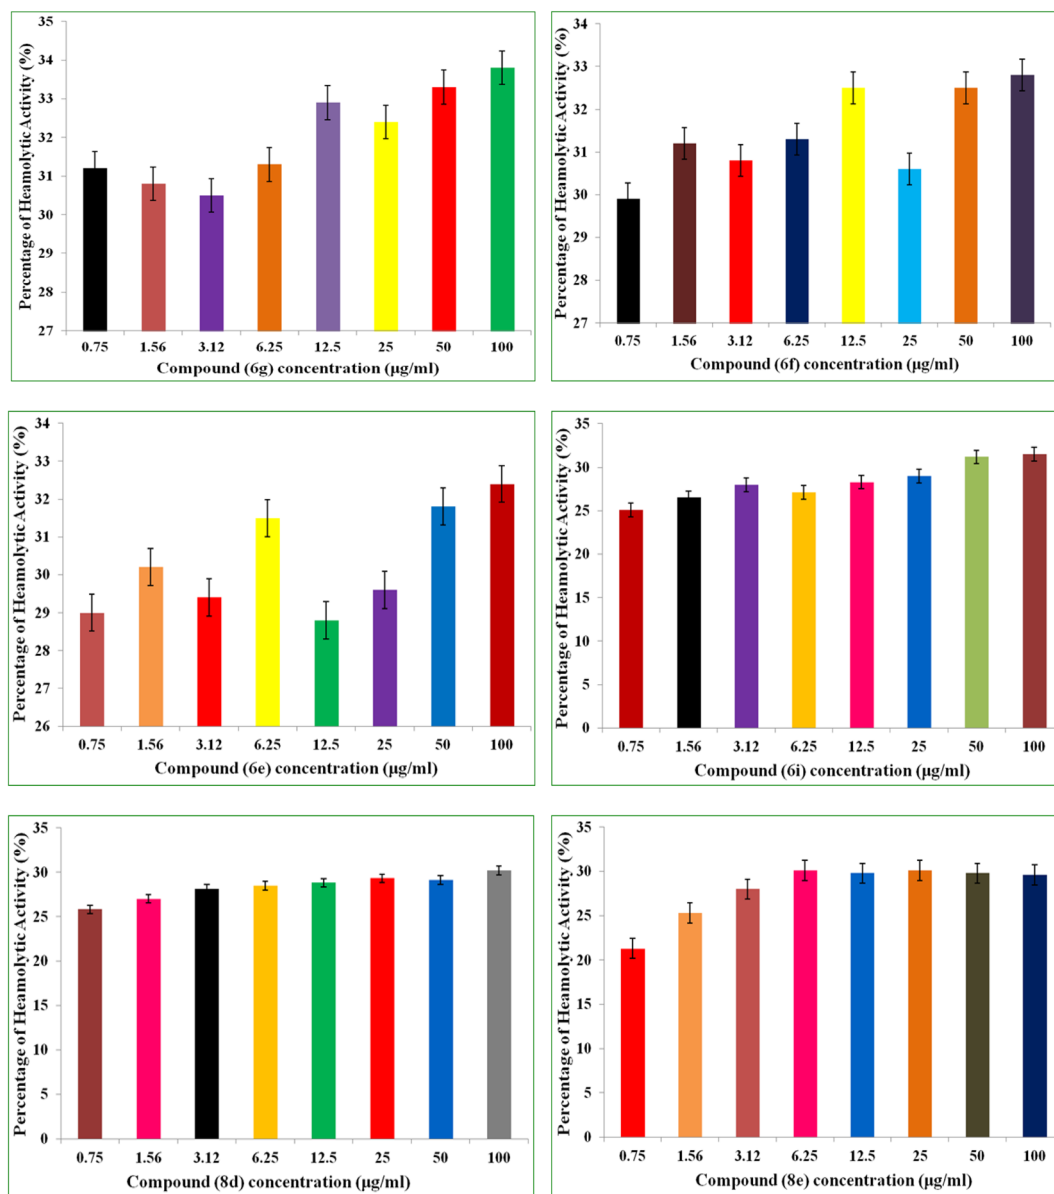 Percentage of Heamolytic Activity (%)
35
34
33
32
31
30
29
28
27
0.75 1.56 3.12 6.25 12.5 25 50 100
Compound (6g) concentration (µg/ml)
Percentage of Heamolytic Activity (%)
34
33
32
31
30
29
28
27
0.75 1.56 3.12 6.25 12.5 25 50 100
Compound (6f) concentration (µg/ml)
Percentage of Heamolytic Activity (%)
34
33
32
31
30
29
28
27
26
0.75 1.56 3.12 6.25 12.5 25 50 100
Compound (6e) concentration (µg/ml)
Percentage of Heamolytic Activity (%)
35
30
25
20
15
10
5
0
0.75 1.56 3.12 6.25 12.5 25 50 100
Compound (6i) concentration (µg/ml)
Percentage of Heamolytic Activity (%)
35
30
25
20
15
10
5
0
0.75 1.56 3.12 6.25 12.5 25 50 100
Compound (8d) concentration (µg/ml)
Percentage of Heamolytic Activity (%)
35
30
25
20
15
10
5
0
0.75 1.56 3.12 6.25 12.5 25 50 100
Compound (8e) concentration (µg/ml)